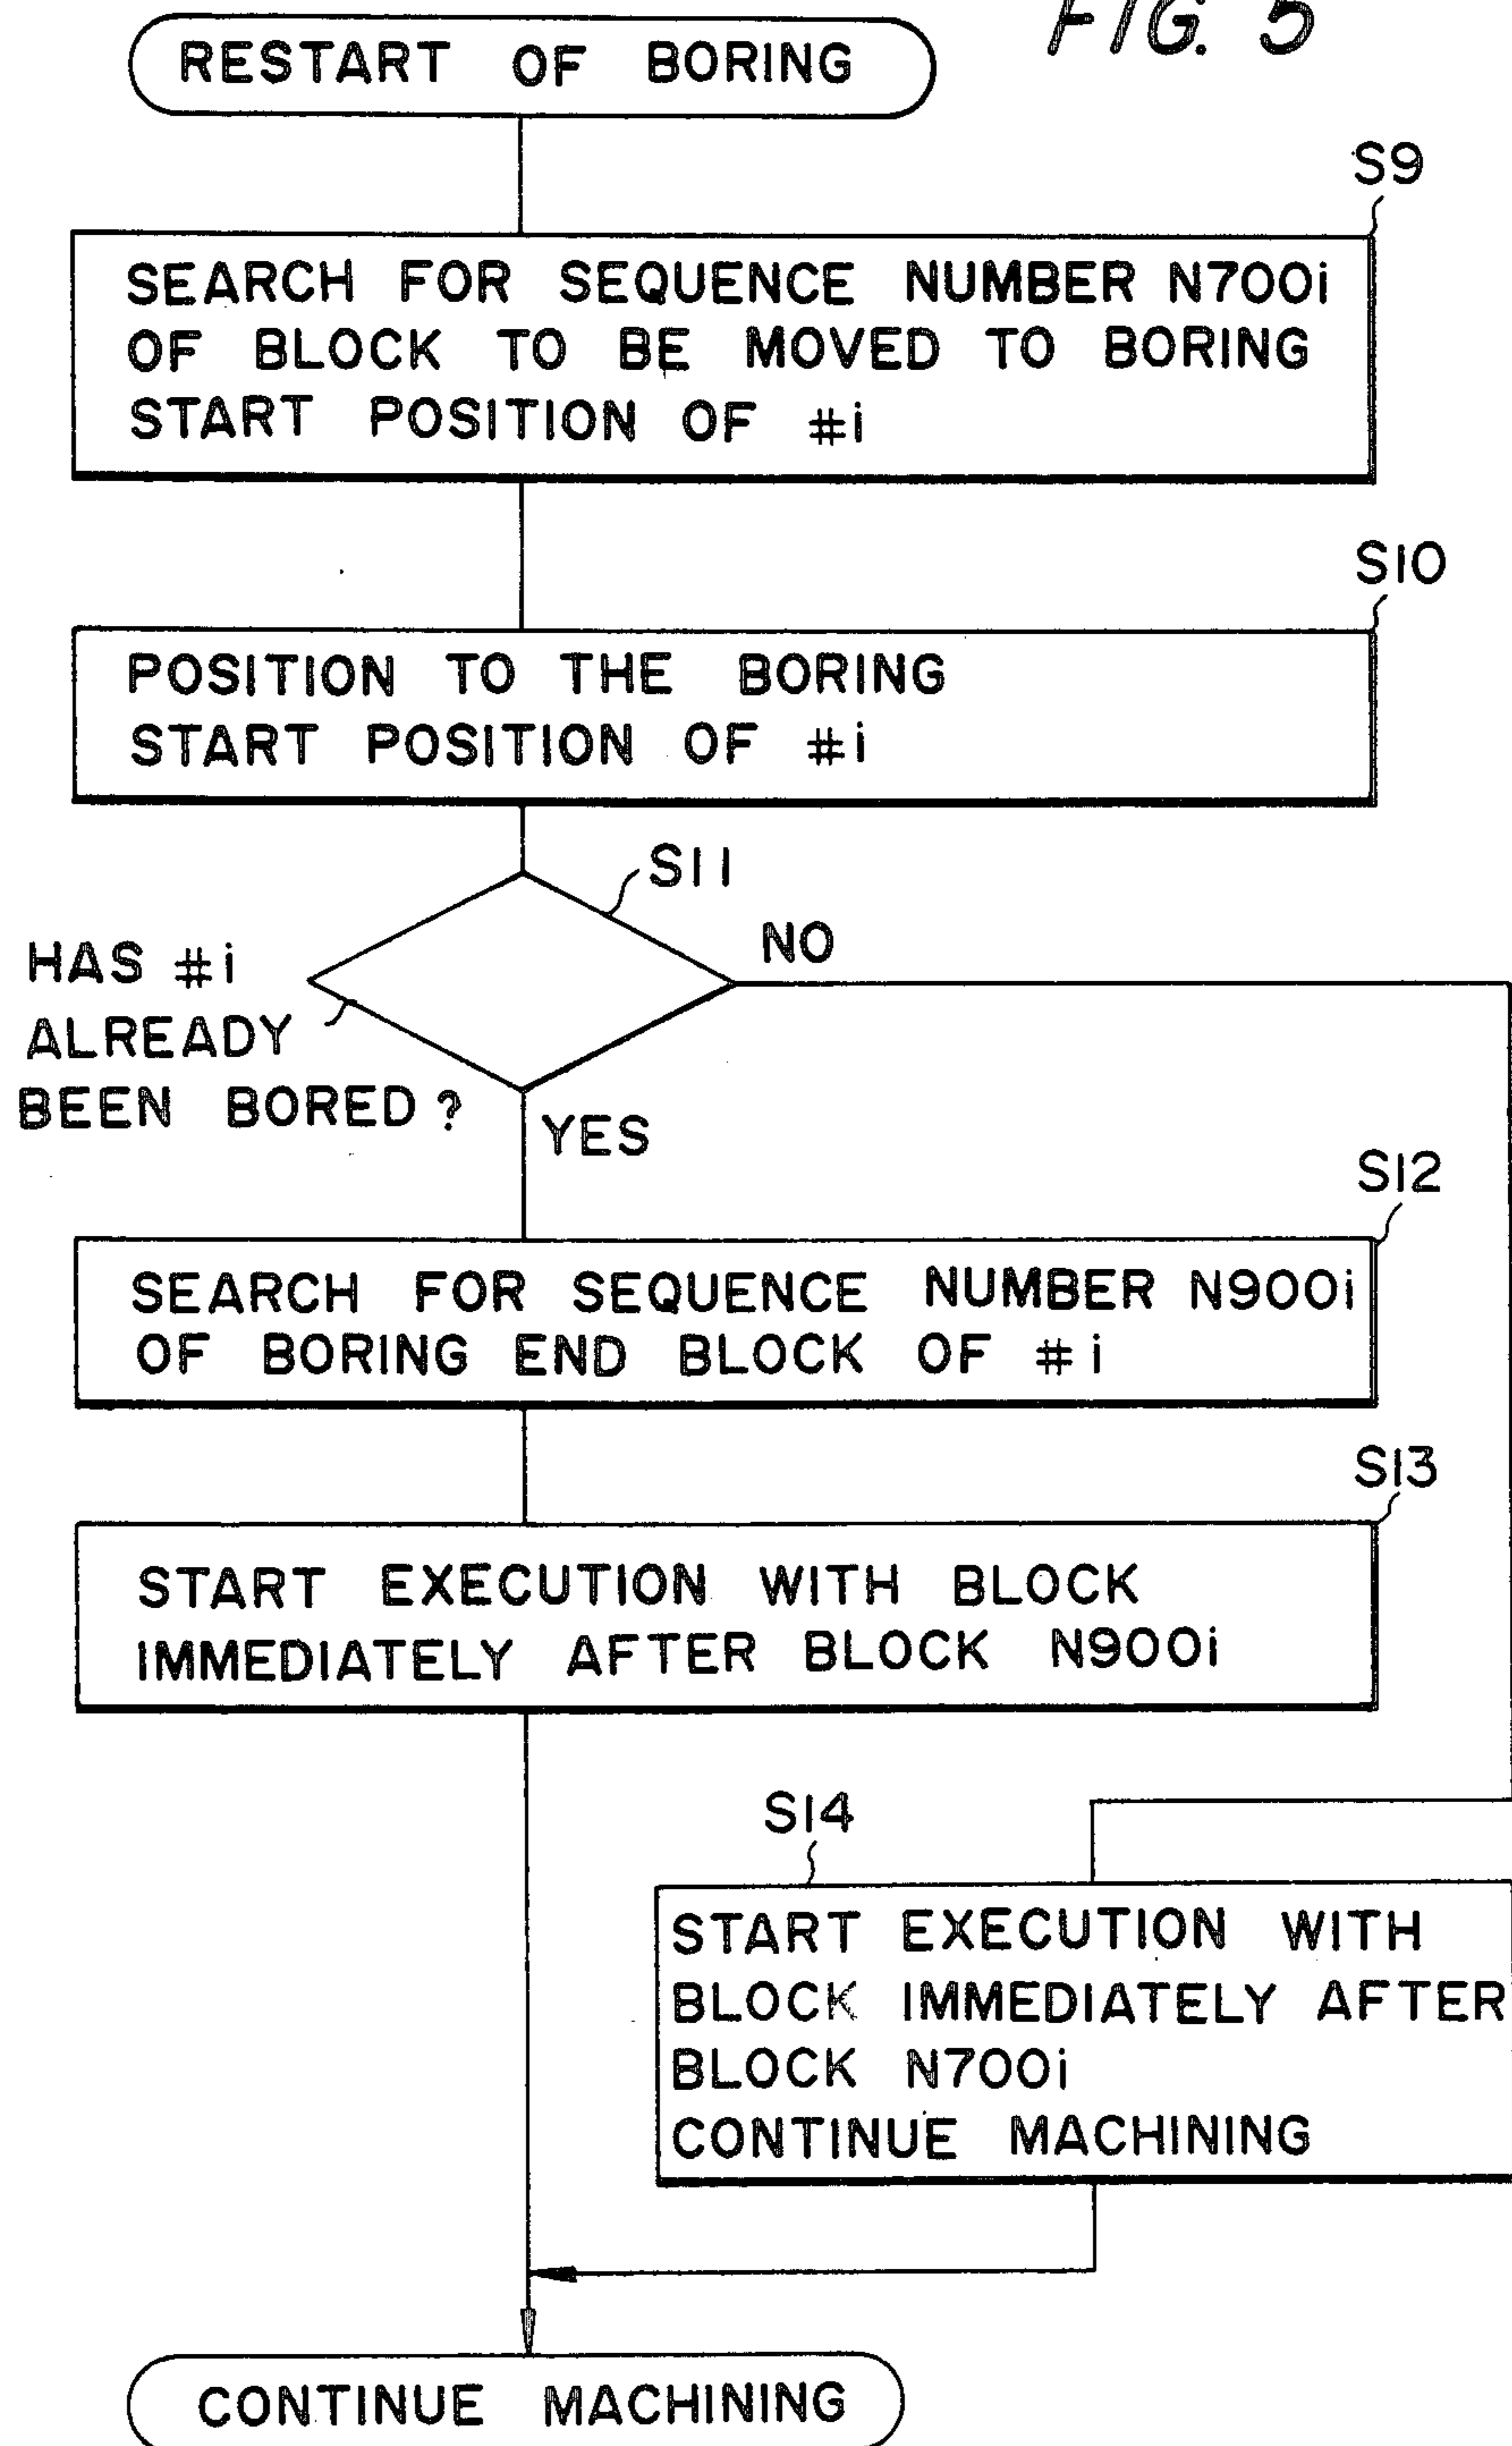 FIG. 5
RESTART OF BORING
S9
SEARCH FOR SEQUENCE NUMBER N700i
OF BLOCK TO BE MOVED TO BORING
START POSITION OF #i
S10
POSITION TO THE BORING
START POSITION OF #i
S11
NO
HAS #i
ALREADY
BEEN BORED ?
YES
S12
SEARCH FOR SEQUENCE NUMBER N900i
OF BORING END BLOCK OF #i
S13
START EXECUTION WITH BLOCK
IMMEDIATELY AFTER BLOCK N900i
S14
START EXECUTION WITH
BLOCK IMMEDIATELY AFTER
BLOCK N700i
CONTINUE MACHINING
CONTINUE MACHINING